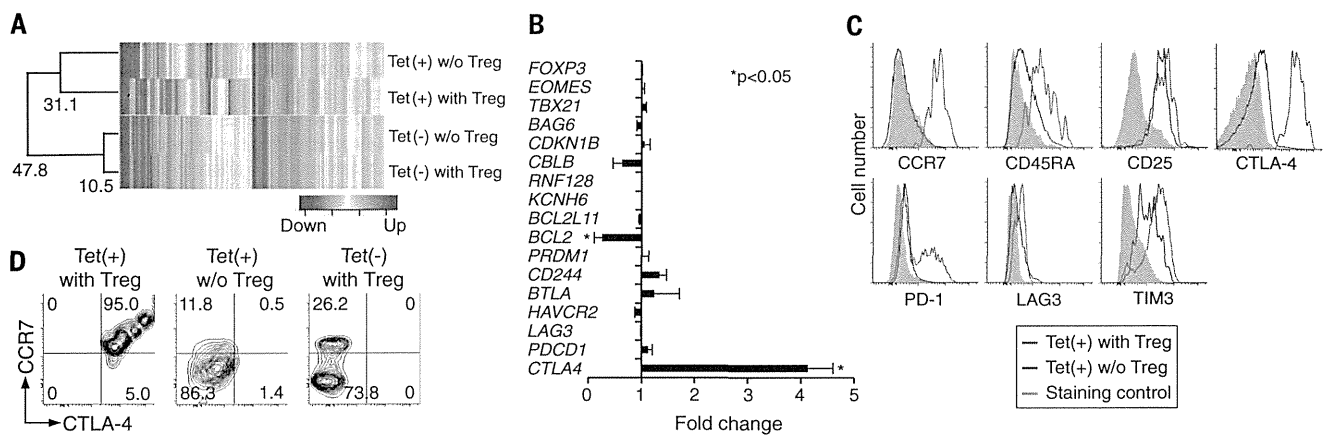 A
Tet(+) w/o Treg
Tet(+) with Treg
Tet(-) w/o Treg
Tet(-) with Treg
31.1
47.8
10.5
Down
Up
B
*p<0.05
FOXP3
EOMES
TBX21
BAG6
CDKN1B
CBLB
RNF128
KCNH6
BCL2L11
BCL2
*
PRDM1
CD244
BTLA
HAVCR2
LAG3
PDCD1
CTLA4
*
0 1 2 3 4 5
Fold change
C
Cell number
CCR7
CD45RA
CD25
CTLA-4
PD-1
LAG3
TIM3
Tet(+) with Treg
Tet(+) w/o Treg
Staining control
D
Tet(+)
with Treg
Tet(+)
w/o Treg
Tet(-)
with Treg
0 95.0
0 5.0
11.8 0.5
86.3 1.4
26.2 0
73.8 0
CCR7
CTLA-4